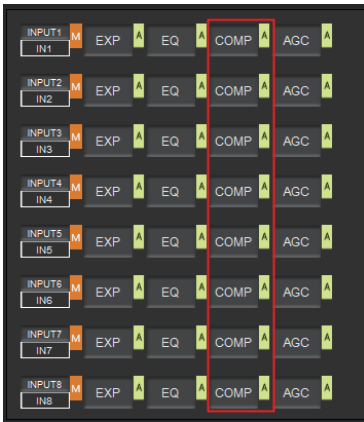 INPUT1 M EXP A EQ A COMP A AGC A
IN1
INPUT2 M EXP A EQ A COMP A AGC A
IN2
INPUT3 M EXP A EQ A COMP A AGC A
IN3
INPUT4 M EXP A EQ A COMP A AGC A
IN4
INPUT5 M EXP A EQ A COMP A AGC A
IN5
INPUT6 M EXP A EQ A COMP A AGC A
IN6
INPUT7 M EXP A EQ A COMP A AGC A
IN7
INPUT8 M EXP A EQ A COMP A AGC A
IN8